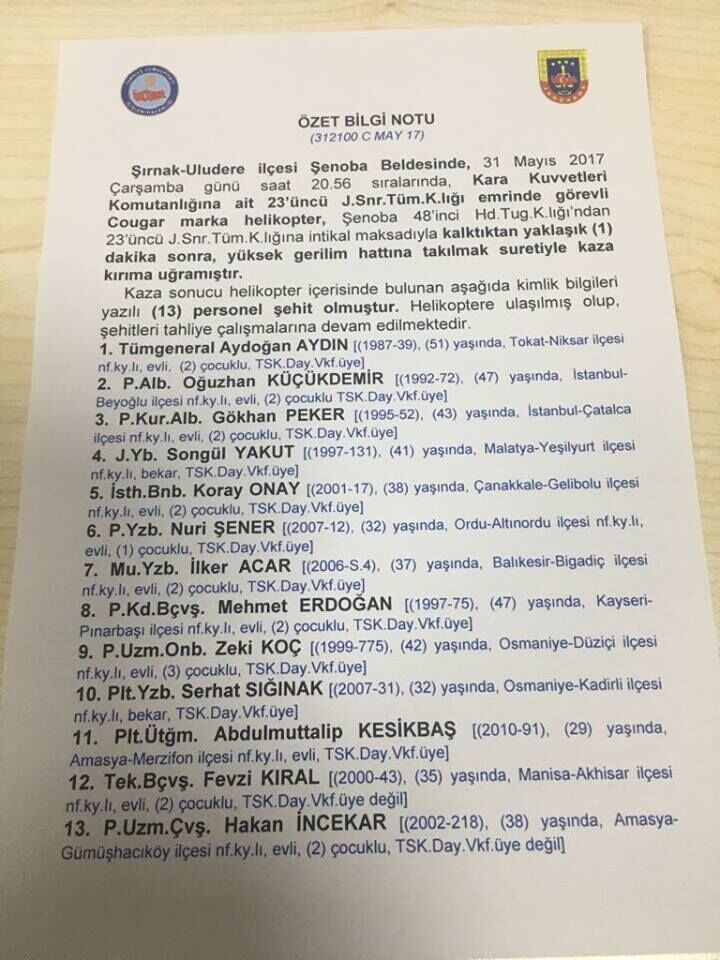 ÖZET BİLGİ NOTU
(312100 C MAY 17)
Şırnak-Uludere ilçesi Şenoba Beldesinde, 31 Mayıs 2017
Çarşamba günü saat 20.56 sıralarında, Kara Kuvvetleri
Komutanlığına ait 23'üncü J.Snr.Tüm.K.lığı emrinde görevli
Cougar marka helikopter, Şenoba 48'inci Hd.Tug.K.lığı'ndan
23'üncü J.Snr.Tüm.K.lığına intikal maksadıyla kalktıktan yaklaşık (1)
dakika sonra, yüksek gerilim hattına takılmak suretiyle kaza
kırıma uğramıştır.
Kaza sonucu helikopter içerisinde bulunan aşağıda kimlik bilgileri
yazılı (13) personel şehit olmuştur. Helikoptere ulaşılmış olup,
şehitleri tahliye çalışmalarına devam edilmektedir.
1. Tümgeneral Aydoğan AYDIN [(1987-39), (51) yaşında, Tokat-Niksar ilçesi
nf.ky.lı, evli, (2) çocuklu, TSK.Day.Vkf.üye]
2. P.Alb. Oğuzhan KÜÇÜKDEMİR [(1992-72), (47) yaşında, İstanbul-
Beyoğlu ilçesi nf.ky.lı, evli, (2) çocuklu TSK.Day.Vkf.üye]
3. P.Kur.Alb. Gökhan PEKER [(1995-52), (43) yaşında, İstanbul-Çatalca
ilçesi nf.ky.lı, evli, (2) çocuklu, TSK.Day.Vkf.üye]
4. J.Yb. Songül YAKUT [(1997-131), (41) yaşında, Malatya-Yeşilyurt ilçesi
nf.ky.lı, bekar, TSK.Day.Vkf.üye]
5. İsth.Bnb. Koray ONAY [(2001-17), (38) yaşında, Çanakkale-Gelibolu ilçesi
nf.ky.lı, evli, (2) çocuklu, TSK.Day.Vkf.üye]
6. P.Yzb. Nuri ŞENER [(2007-12), (32) yaşında, Ordu-Altınordu ilçesi nf.ky.lı,
evli, (1) çocuklu, TSK.Day.Vkf.üye]
7. Mu.Yzb. İlker ACAR [(2006-S.4), (37) yaşında, Balıkesir-Bigadiç ilçesi
nf.ky.lı, evli, (2) çocuklu, TSK.Day.Vkf.üye]
8. P.Kd.Bçvş. Mehmet ERDOĞAN [(1997-75), (47) yaşında, Kayseri-
Pınarbaşı ilçesi nf.ky.lı, evli, (2) çocuklu, TSK.Day.Vkf.üye]
9. P.Uzm.Onb. Zeki KOÇ [(1999-775), (42) yaşında, Osmaniye-Düziçi ilçesi
nf.ky.lı, evli, (3) çocuklu, TSK.Day.Vkf.üye]
10. Plt.Yzb. Serhat SIĞINAK [(2007-31), (32) yaşında, Osmaniye-Kadirli ilçesi
nf.ky.lı, bekar, TSK.Day.Vkf.üye]
11. Plt.Ütğm. Abdulmuttalip KESİKBAŞ [(2010-91), (29) yaşında,
Amasya-Merzifon ilçesi nf.ky.lı, evli, TSK.Day.Vkf.üye]
12. Tek.Bçvş. Fevzi KIRAL [(2000-43), (35) yaşında, Manisa-Akhisar ilçesi
nf.ky.lı, evli, (2) çocuklu, TSK.Day.Vkf.üye değil]
13. P.Uzm.Çvş. Hakan İNCEKAR [(2002-218), (38) yaşında, Amasya-
Gümüşhacıköy ilçesi nf.ky.lı, evli, (2) çocuklu, TSK.Day.Vkf.üye değil]